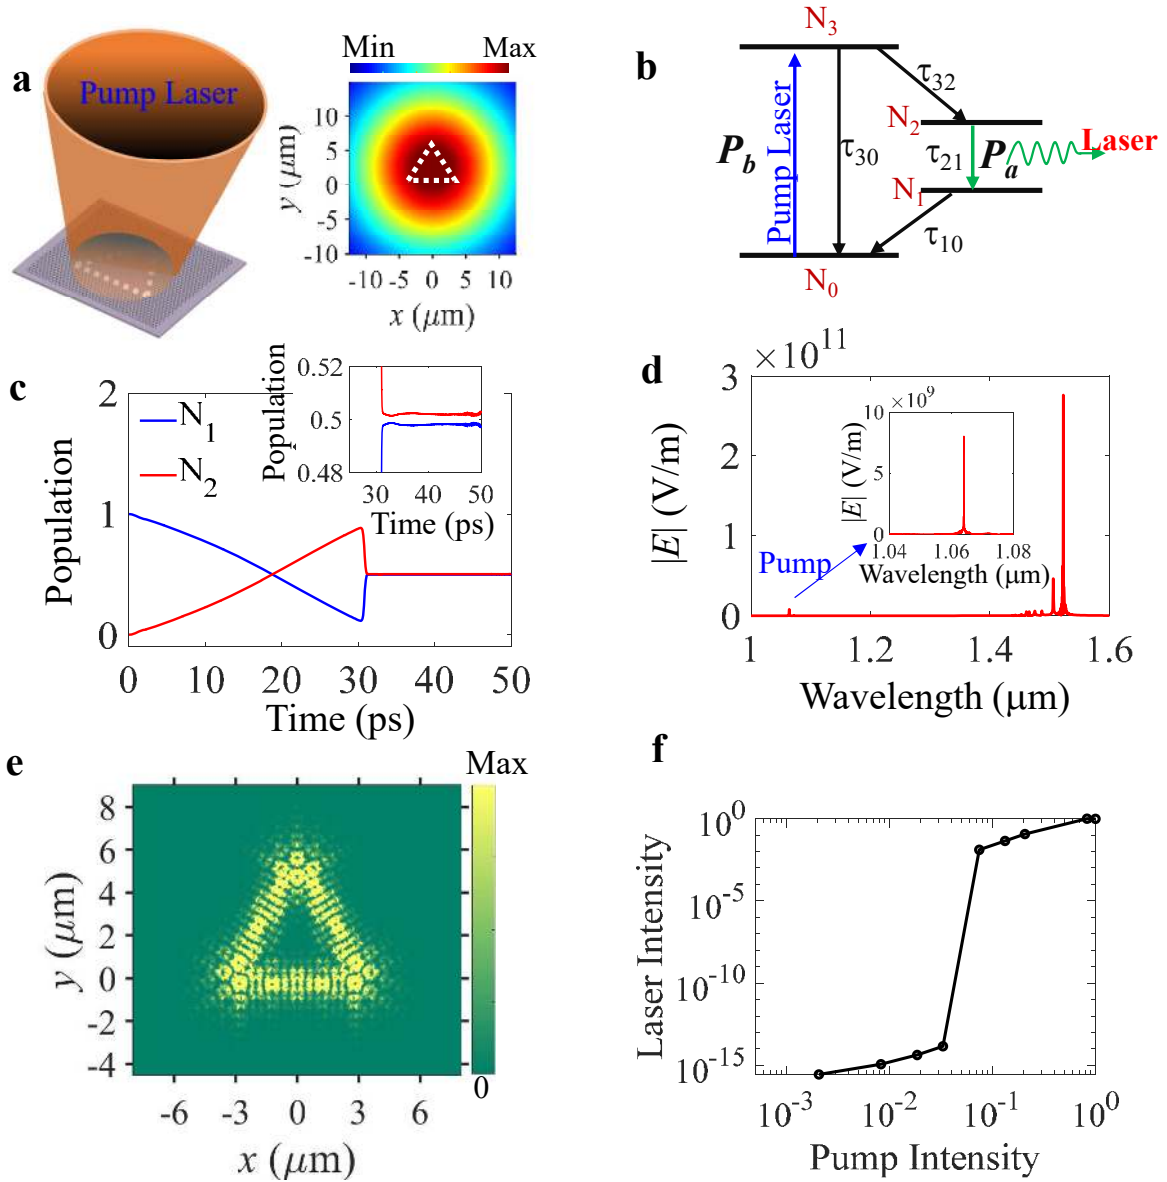 a
Pump Laser
Min Max
10
5
0
-5
-10
y (μm)
-10 -5 0 5 10
x (μm)
b
N3
τ32
N2
Pb
Pump Laser
τ30
τ21
Pa
Laser
N1
τ10
N0
c
2
1
0
Population
N1
N2
0.52
0.5
0.48
Population
30 40 50
Time (ps)
0 10 20 30 40 50
Time (ps)
d
×10^11
3
2
1
0
|E| (V/m)
10 ×10^9
5
0
|E| (V/m)
1.04 1.06 1.08
Wavelength (μm)
Pump
1 1.2 1.4 1.6
Wavelength (μm)
e
Max
0
8
6
4
2
0
-2
-4
y (μm)
-6 -3 0 3 6
x (μm)
f
10^0
10^-5
10^-10
10^-15
Laser Intensity
10^-3 10^-2 10^-1 10^0
Pump Intensity